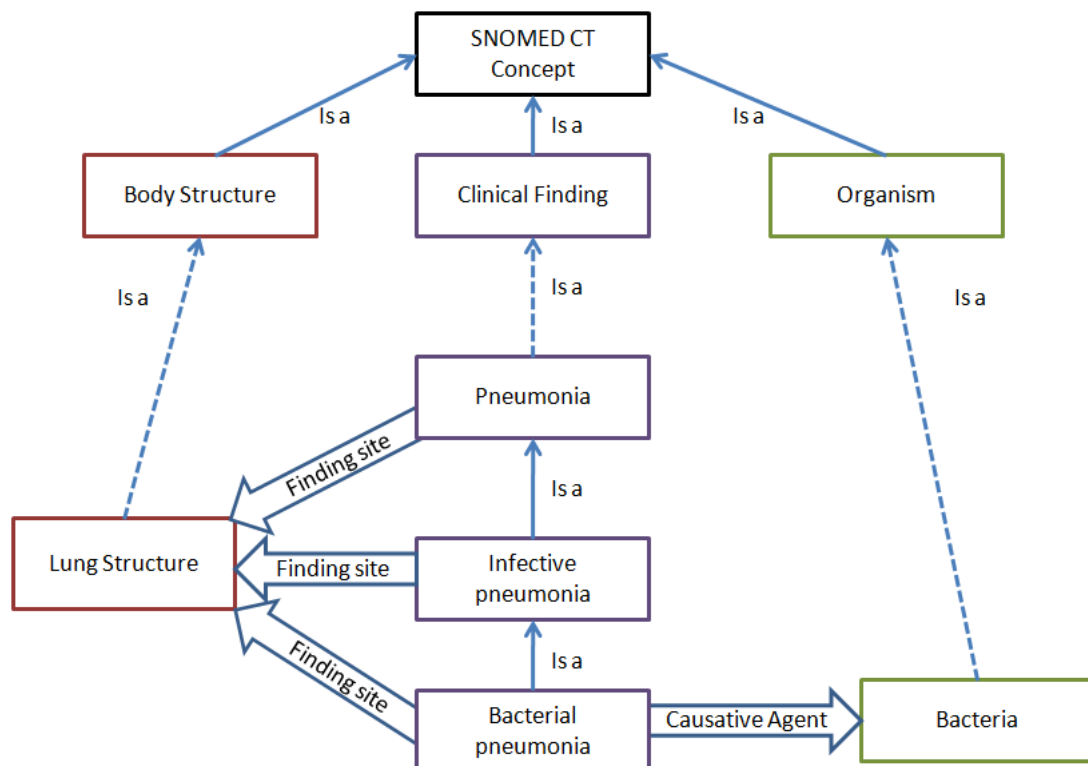 SNOMED CT
Concept
Is a
Is a
Is a
Body Structure
Clinical Finding
Organism
Is a
Is a
Is a
Pneumonia
Finding site
Is a
Lung Structure
Finding site
Infective
pneumonia
Finding site
Is a
Bacterial
pneumonia
Causative Agent
Bacteria